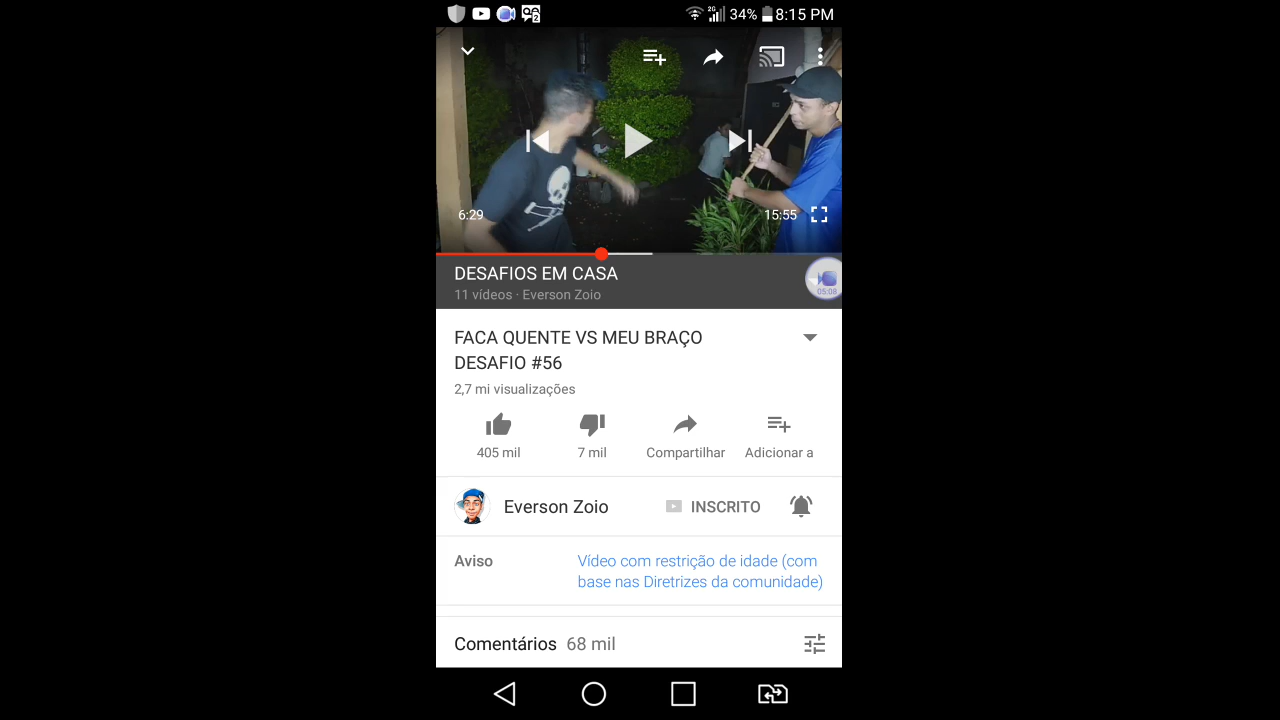 2G 34% 8:15 PM
6:29
15:55
DESAFIOS EM CASA
11 vídeos · Everson Zoio
05:08
FACA QUENTE VS MEU BRAÇO
DESAFIO #56
2,7 mi visualizações
405 mil
7 mil
Compartilhar
Adicionar a
Everson Zoio
INSCRITO
Aviso
Vídeo com restrição de idade (com
base nas Diretrizes da comunidade)
Comentários 68 mil